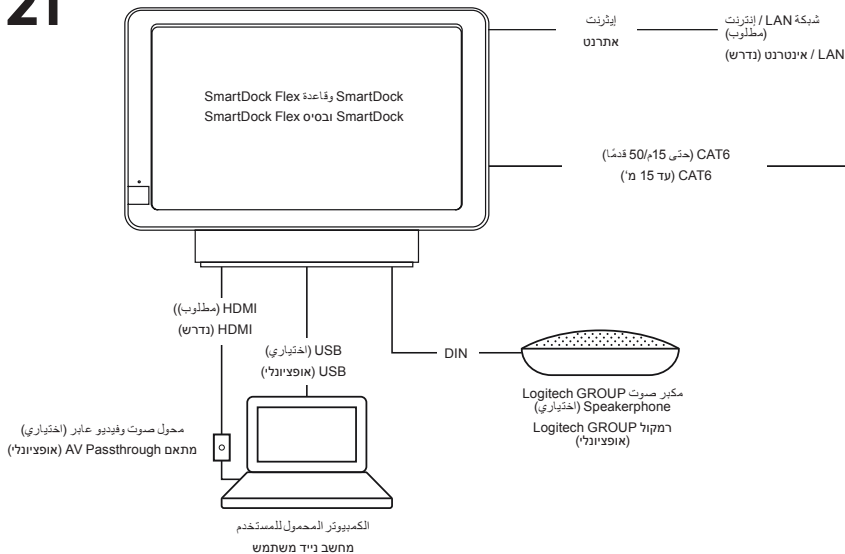 21
إيثرنت
אתרנט
شبكة LAN / إنترنت
(مطلوب)
LAN / אינטרנט (נדרש)
SmartDock وقاعدة SmartDock Flex
SmartDock ובסיס SmartDock Flex
CAT6 (حتى 15م/50 قدمًا)
CAT6 (עד 15 מ')
HDMI (مطلوب))
HDMI (נדרש)
USB (اختياري)
USB (אופציונלי)
DIN
مكبر صوت Logitech GROUP
Speakerphone (اختياري)
רמקול Logitech GROUP
(אופציונלי)
محول صوت وفيديو عابر (اختياري)
מתאם AV Passthrough (אופציונלי)
الكمبيوتر المحمول للمستخدم
מחשב נייד משתמש